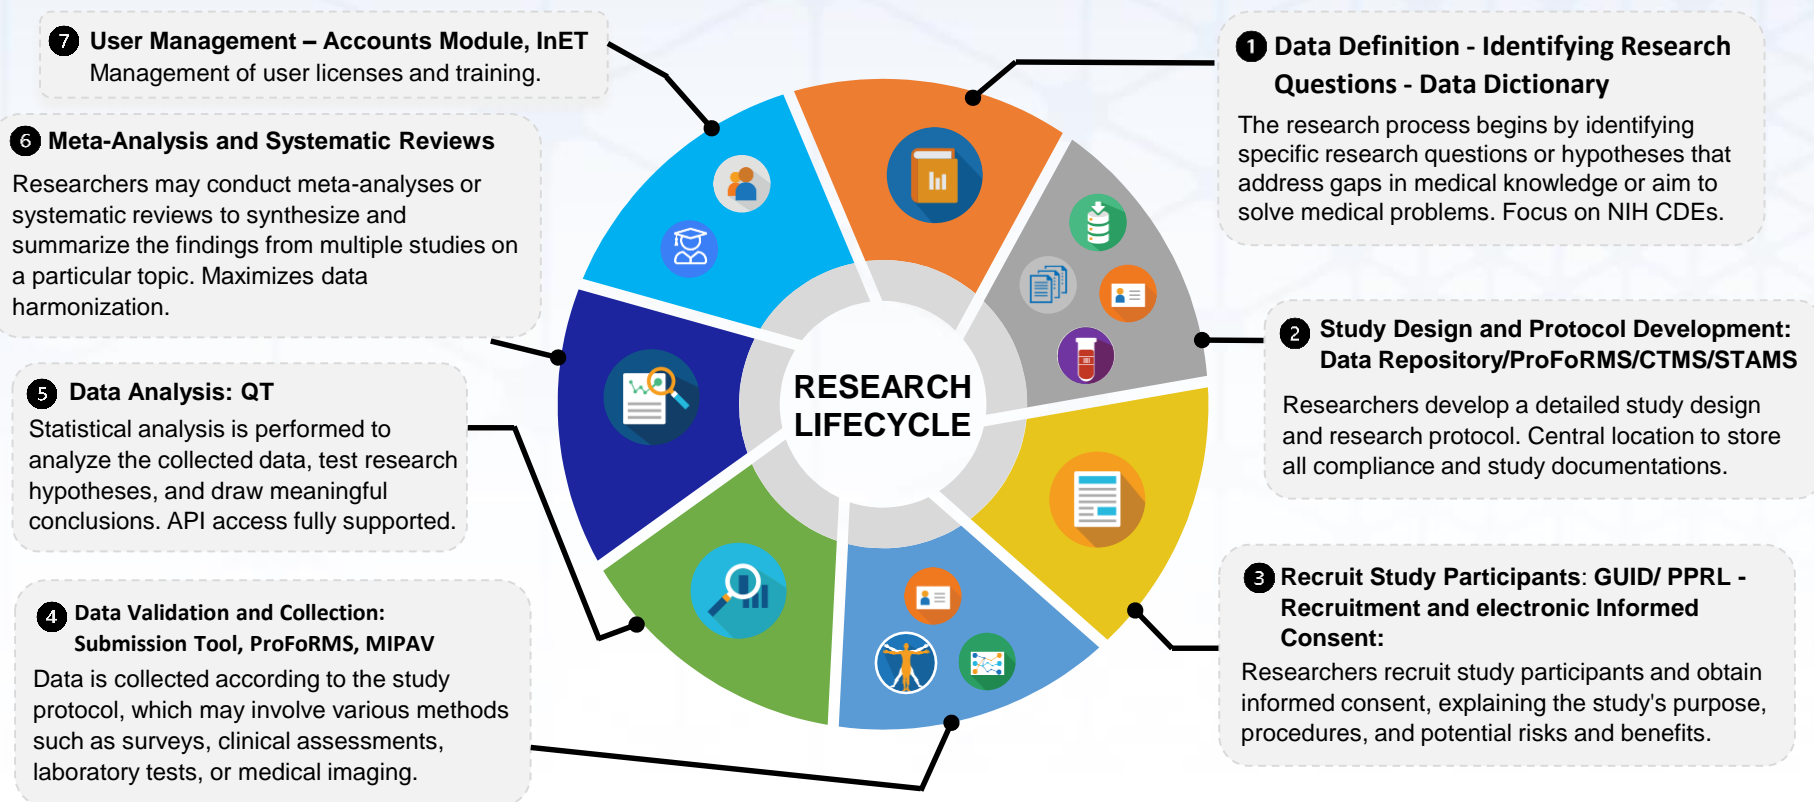 ❼ User Management – Accounts Module, InET
Management of user licenses and training.
❻ Meta-Analysis and Systematic Reviews
Researchers may conduct meta-analyses or
systematic reviews to synthesize and
summarize the findings from multiple studies on
a particular topic. Maximizes data
harmonization.
❺ Data Analysis: QT
Statistical analysis is performed to
analyze the collected data, test research
hypotheses, and draw meaningful
conclusions. API access fully supported.
❹ Data Validation and Collection:
Submission Tool, ProFoRMS, MIPAV
Data is collected according to the study
protocol, which may involve various methods
such as surveys, clinical assessments,
laboratory tests, or medical imaging.
RESEARCH
LIFECYCLE
❶ Data Definition - Identifying Research
Questions - Data Dictionary
The research process begins by identifying
specific research questions or hypotheses that
address gaps in medical knowledge or aim to
solve medical problems. Focus on NIH CDEs.
❷ Study Design and Protocol Development:
Data Repository/ProFoRMS/CTMS/STAMS
Researchers develop a detailed study design
and research protocol. Central location to store
all compliance and study documentations.
❸ Recruit Study Participants: GUID/ PPRL -
Recruitment and electronic Informed
Consent:
Researchers recruit study participants and obtain
informed consent, explaining the study's purpose,
procedures, and potential risks and benefits.